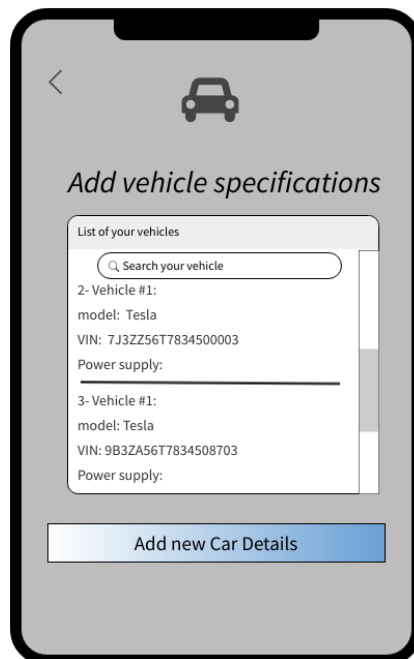 Add vehicle specifications
List of your vehicles
Search your vehicle
2- Vehicle #1:
model: Tesla
VIN: 7J3ZZ56T7834500003
Power supply:
3- Vehicle #1:
model: Tesla
VIN: 9B3ZA56T7834508703
Power supply:
Add new Car Details